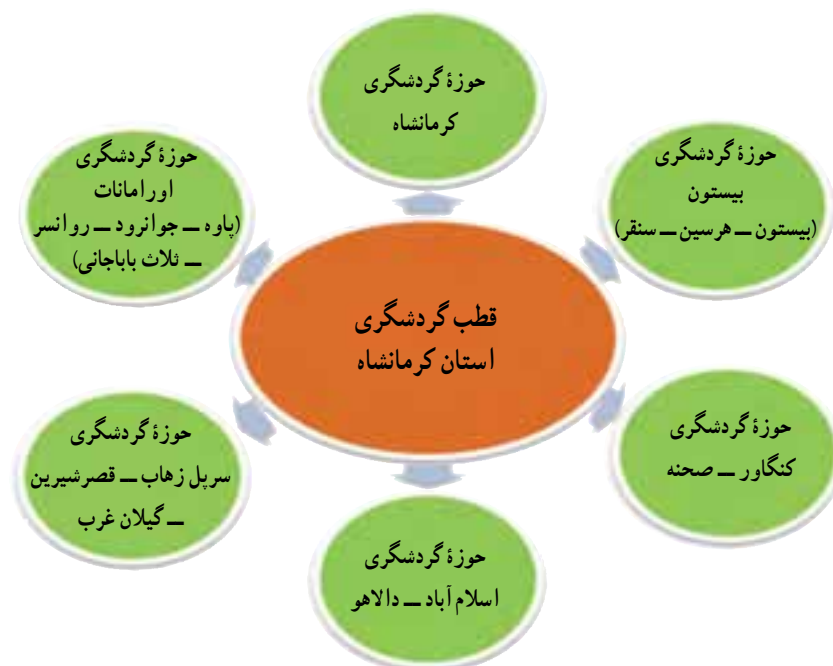 حوزهٔ گردشگری
کرمانشاه
حوزهٔ گردشگری
بیستون
(بیستون ــ هرسین ــ سنقر)
حوزهٔ گردشگری
کنگاور ــ صحنه
حوزهٔ گردشگری
اسلام آباد ــ دالاهو
حوزهٔ گردشگری
سرپل زهاب ــ قصرشیرین
ــ گیلان غرب
حوزهٔ گردشگری
اورامانات
(پاوه ــ جوانرود ــ روانسر
ــ ثلاث باباجانی)
قطب گردشگری
استان کرمانشاه